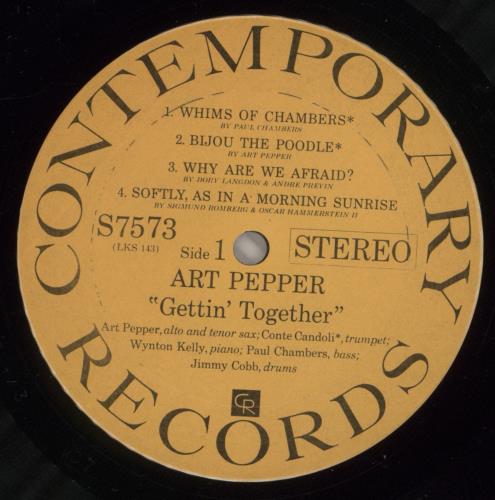 CONTEMPORARY
RECORDS
1. WHIMS OF CHAMBERS*
BY PAUL CHAMBERS
2. BIJOU THE POODLE*
BY ART PEPPER
3. WHY ARE WE AFRAID?
BY DORY LANGDON & ANDRE PREVIN
4. SOFTLY, AS IN A MORNING SUNRISE
BY SIGMUND ROMBERG & OSCAR HAMMERSTEIN II
S7573
(LKS 143)
Side 1
STEREO
ART PEPPER
"Gettin' Together"
Art Pepper, alto and tenor sax; Conte Candoli*, trumpet;
Wynton Kelly, piano; Paul Chambers, bass;
Jimmy Cobb, drums
CR